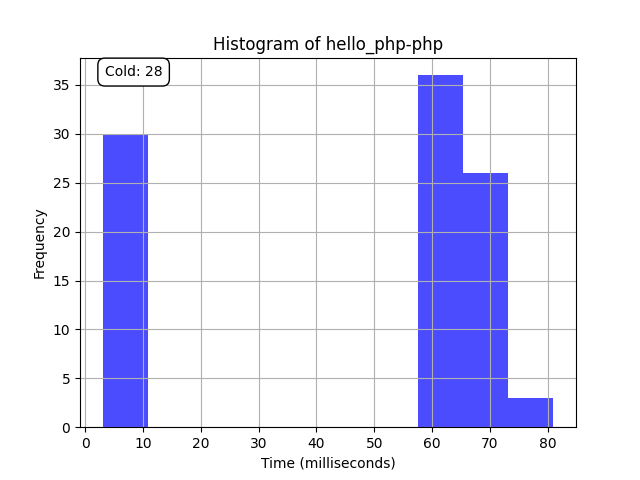 Histogram of hello_php-php
Cold: 28
35
30
25
20
15
10
5
0
Frequency
0 10 20 30 40 50 60 70 80
Time (milliseconds)